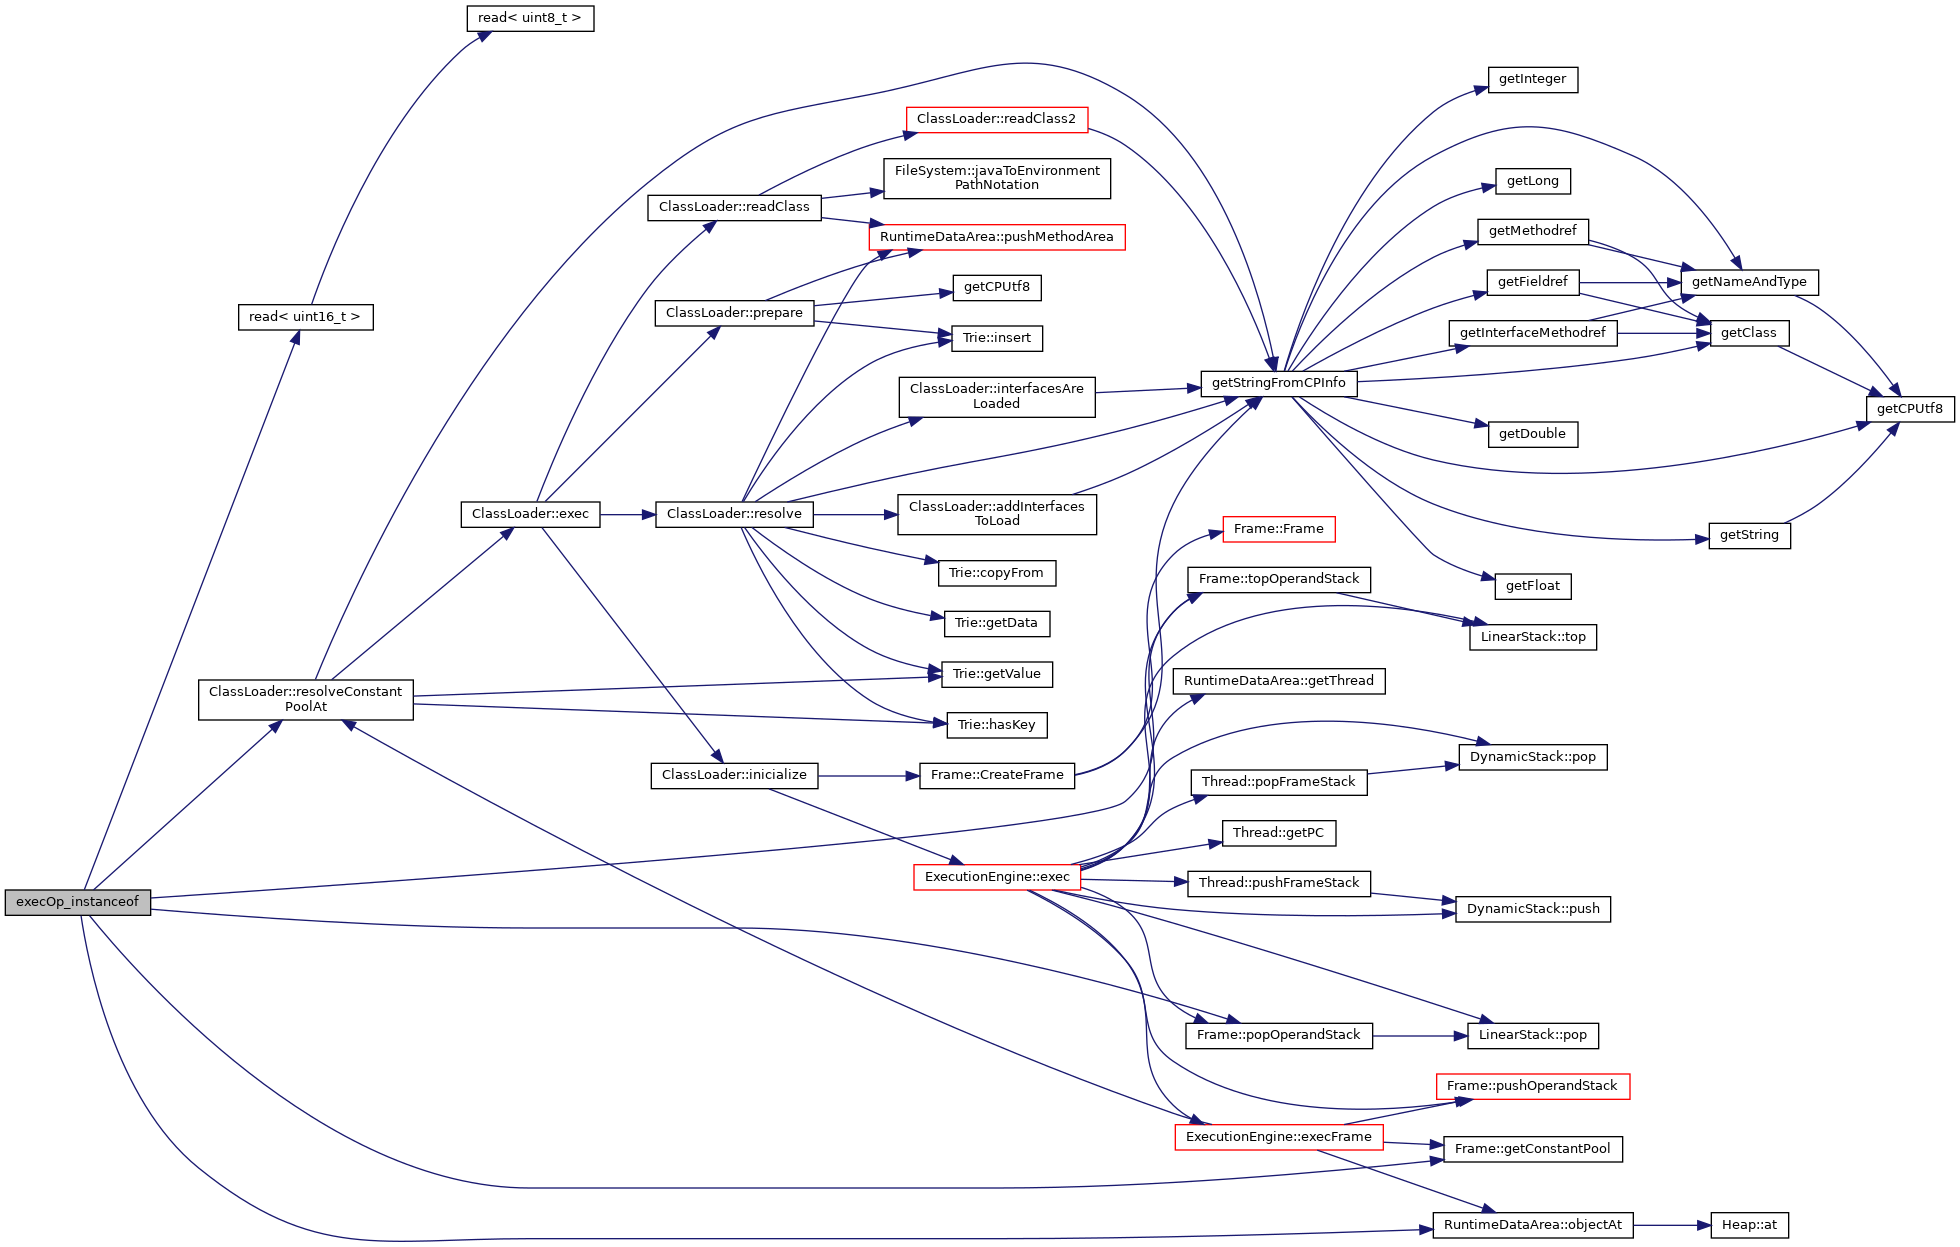 read< uint8_t >
getInteger
ClassLoader::readClass2
FileSystem::javaToEnvironment
PathNotation
getLong
ClassLoader::readClass
getMethodref
RuntimeDataArea::pushMethodArea
getCPUtf8
getFieldref
getNameAndType
read< uint16_t >
ClassLoader::prepare
Trie::insert
getInterfaceMethodref
getClass
getStringFromCPInfo
ClassLoader::interfacesAre
Loaded
getCPUtf8
getDouble
ClassLoader::exec
ClassLoader::resolve
ClassLoader::addInterfaces
ToLoad
Frame::Frame
getString
Trie::copyFrom
Frame::topOperandStack
getFloat
Trie::getData
LinearStack::top
ClassLoader::resolveConstant
PoolAt
Trie::getValue
RuntimeDataArea::getThread
Trie::hasKey
DynamicStack::pop
ClassLoader::inicialize
Frame::CreateFrame
Thread::popFrameStack
Thread::getPC
ExecutionEngine::exec
Thread::pushFrameStack
execOp_instanceof
DynamicStack::push
Frame::popOperandStack
LinearStack::pop
Frame::pushOperandStack
ExecutionEngine::execFrame
Frame::getConstantPool
RuntimeDataArea::objectAt
Heap::at